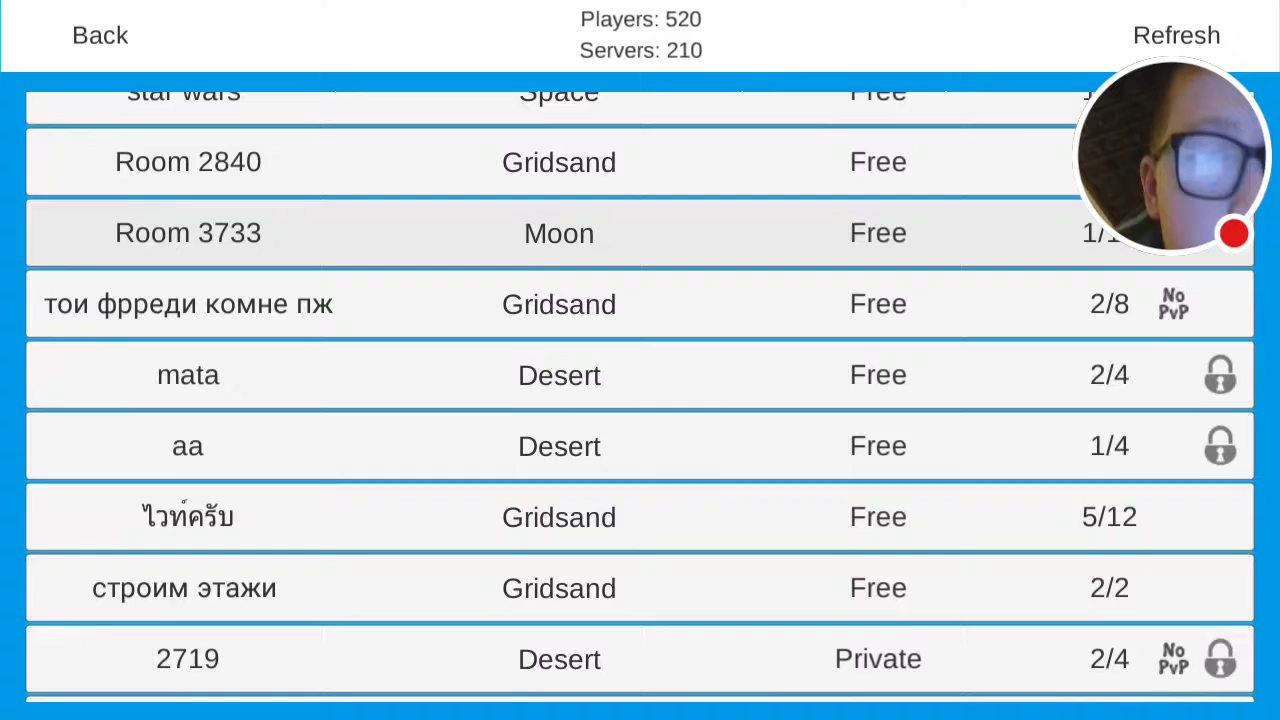 Back
Players: 520
Servers: 210
Refresh
star wars Space Free
Room 2840 Gridsand Free
Room 3733 Moon Free
тои фрреди комне пж Gridsand Free 2/8 No PvP
mata Desert Free 2/4
aa Desert Free 1/4
ไวท์ครับ Gridsand Free 5/12
строим этажи Gridsand Free 2/2
2719 Desert Private 2/4 No PvP